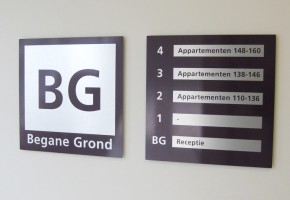 BG
Begane Grond
4 Appartementen 148-160
3 Appartementen 138-146
2 Appartementen 110-136
1 -
BG Receptie